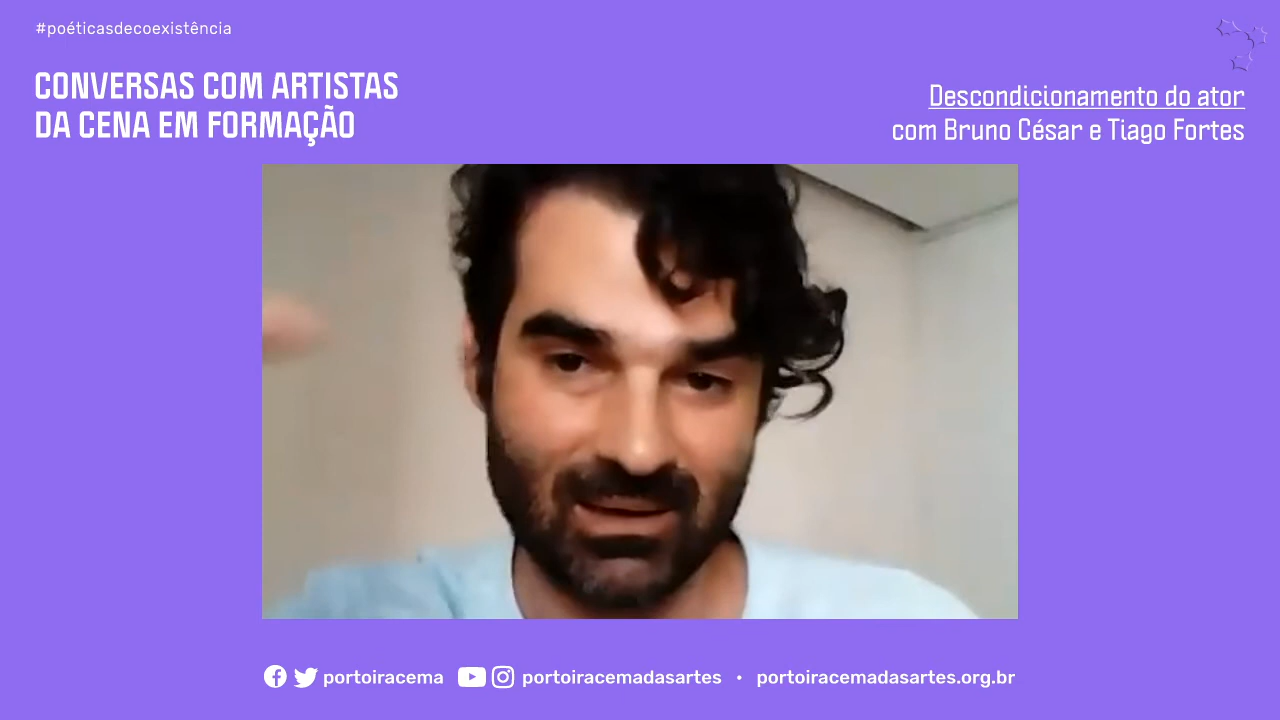 #poéticasdecoexistência
CONVERSAS COM ARTISTAS
DA CENA EM FORMAÇÃO
Descondicionamento do ator
com Bruno César e Tiago Fortes
portoiracema portoiracemadasartes • portoiracemadasartes.org.br